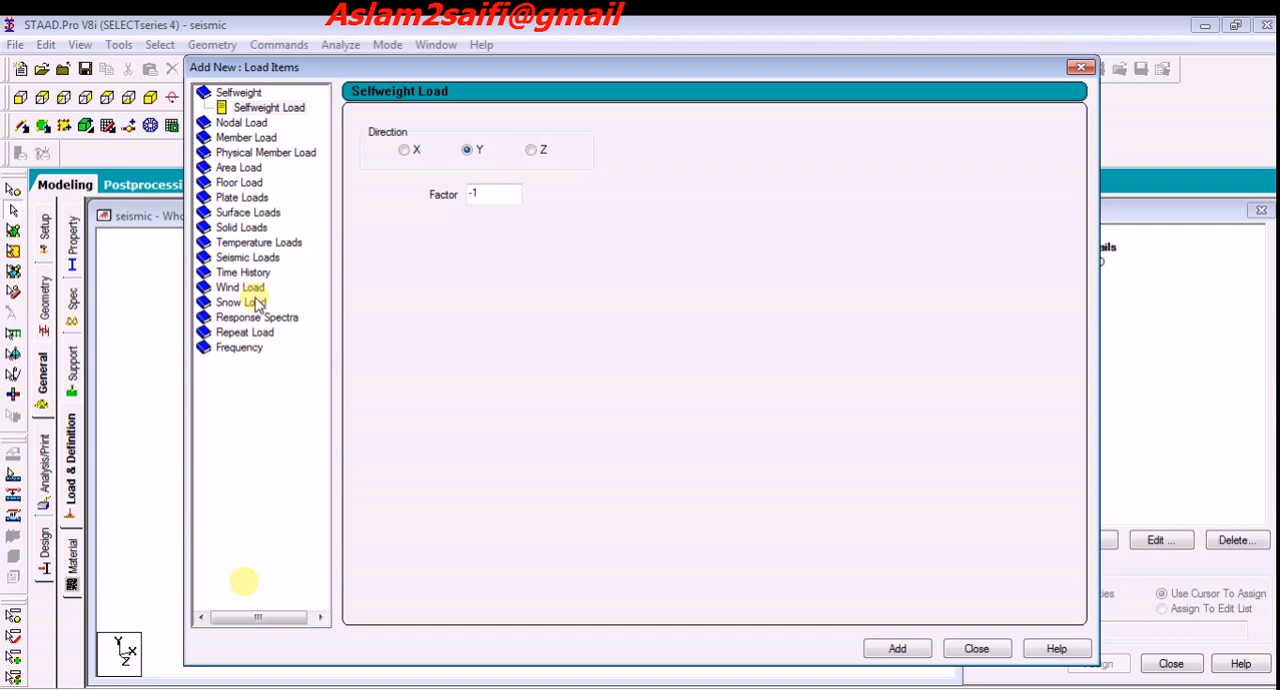 Aslam2saifi@gmail
STAAD.Pro V8i (SELECTseries 4) - seismic
File Edit View Tools Select Geometry Commands Analyze Mode Window Help
Add New : Load Items
Selfweight
Selfweight Load
Nodal Load
Member Load
Physical Member Load
Area Load
Floor Load
Plate Loads
Surface Loads
Solid Loads
Temperature Loads
Seismic Loads
Time History
Wind Load
Snow Load
Response Spectra
Repeat Load
Frequency
Selfweight Load
Direction
X Y Z
Factor -1
Add Close Help
Modeling Postprocessi
seismic - Who
Setup
Geometry
General
Analysis/Print
Design
Property
Spec
Support
Load & Definition
Material
Y
X
Z
ails
Edit ... Delete...
ies Use Cursor To Assign
Assign To Edit List
Close Help